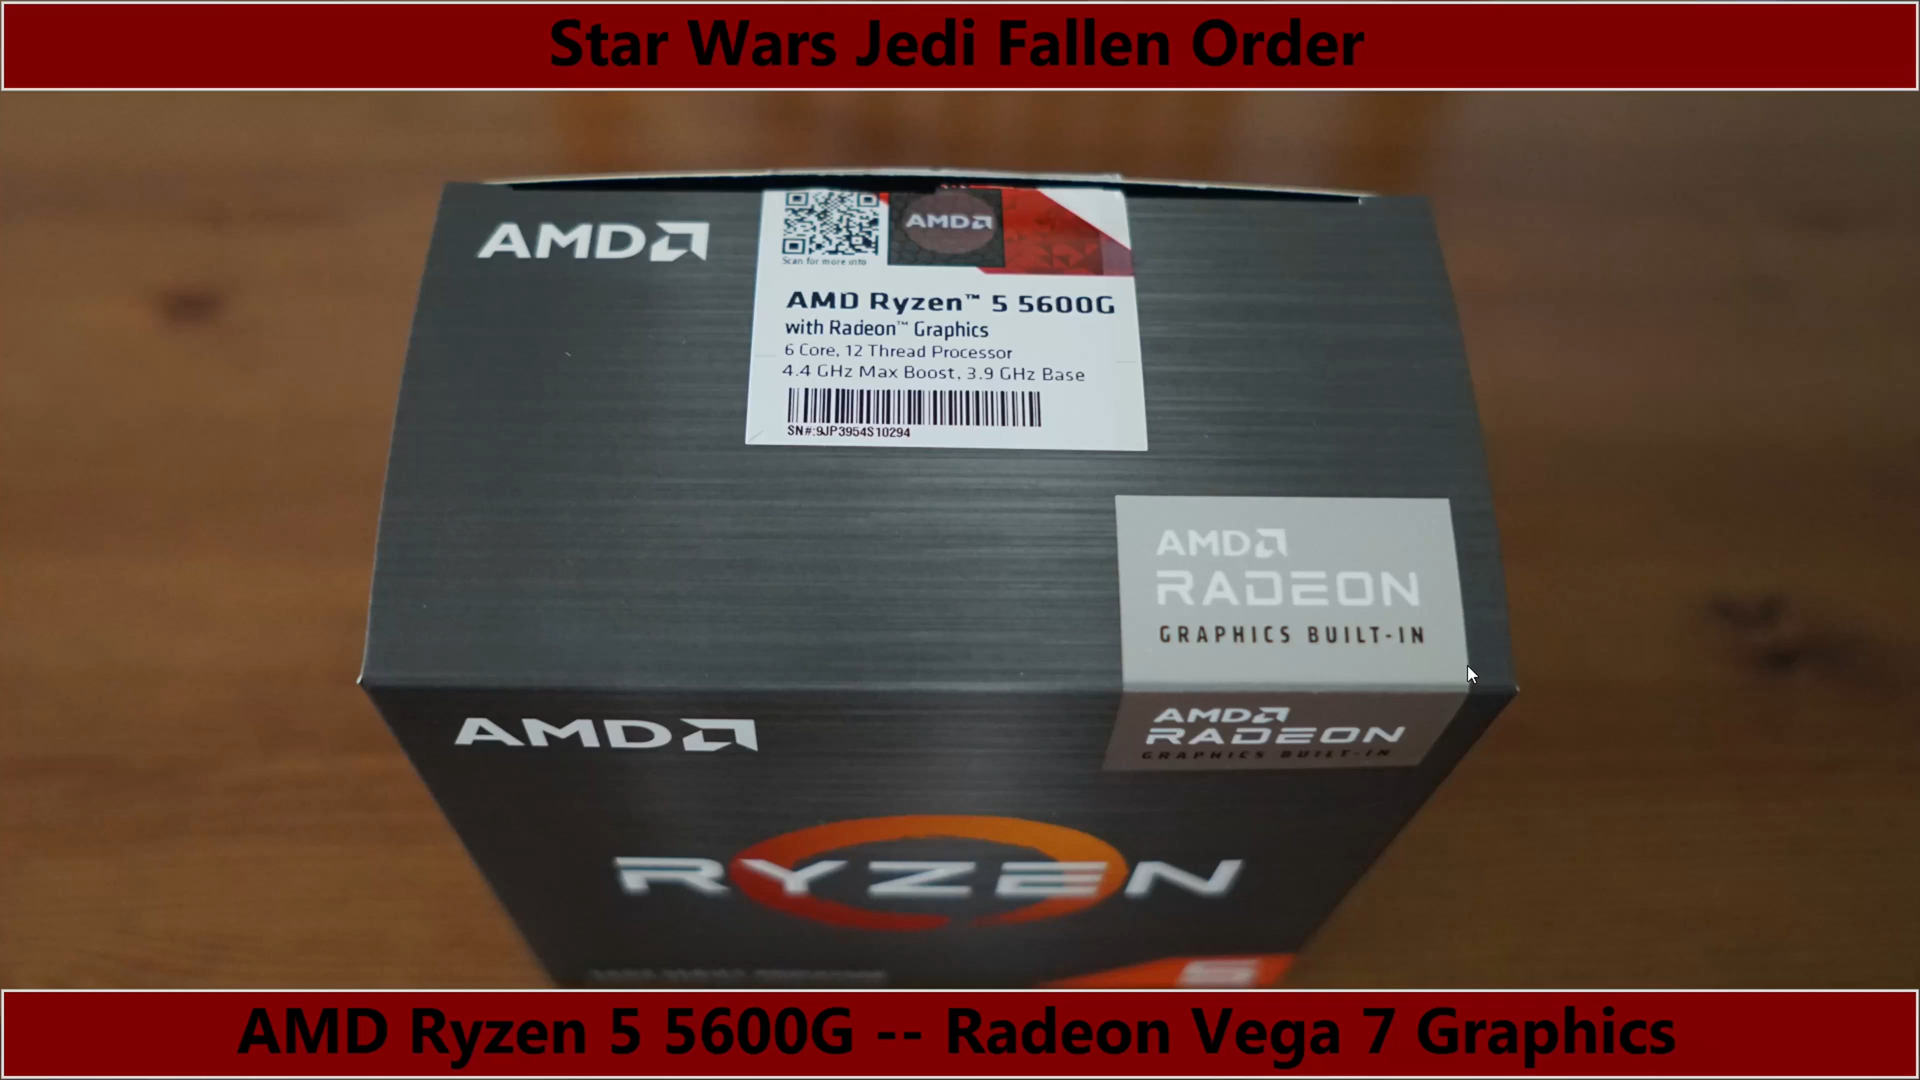 Star Wars Jedi Fallen Order
AMD
AMD
Scan for more info
AMD Ryzen™ 5 5600G
with Radeon™ Graphics
6 Core, 12 Thread Processor
4.4 GHz Max Boost, 3.9 GHz Base
SN#:9JP3954S10294
AMD
RADEON
GRAPHICS BUILT-IN
AMD
AMD
RADEON
GRAPHICS BUILT-IN
RYZEN
5
AMD Ryzen 5 5600G -- Radeon Vega 7 Graphics